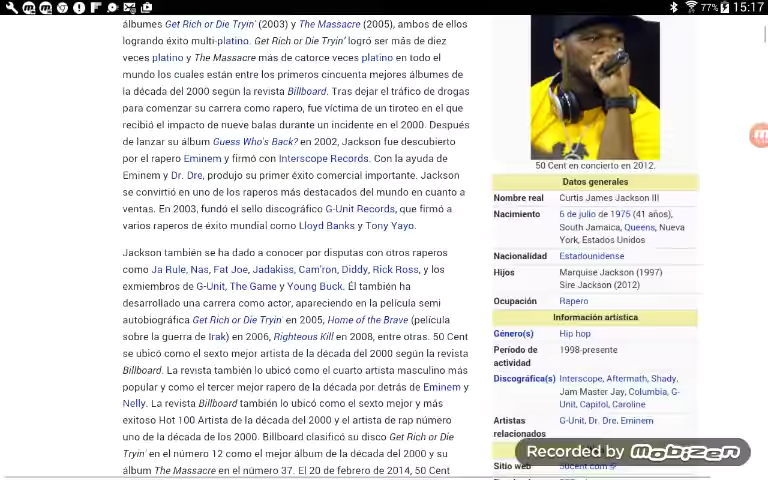 77% 15:17
álbumes Get Rich or Die Tryin' (2003) y The Massacre (2005), ambos de ellos
logrando éxito multi-platino. Get Rich or Die Tryin' logró ser más de diez
veces platino y The Massacre más de catorce veces platino en todo el
mundo los cuales están entre los primeros cincuenta mejores álbumes de
la década del 2000 según la revista Billboard. Tras dejar el tráfico de drogas
para comenzar su carrera como rapero, fue víctima de un tiroteo en el que
recibió el impacto de nueve balas durante un incidente en el 2000. Después
de lanzar su álbum Guess Who's Back? en 2002, Jackson fue descubierto
por el rapero Eminem y firmó con Interscope Records. Con la ayuda de
Eminem y Dr. Dre, produjo su primer éxito comercial importante. Jackson
se convirtió en uno de los raperos más destacados del mundo en cuanto a
ventas. En 2003, fundó el sello discográfico G-Unit Records, que firmó a
varios raperos de éxito mundial como Lloyd Banks y Tony Yayo.
Jackson también se ha dado a conocer por disputas con otros raperos
como Ja Rule, Nas, Fat Joe, Jadakiss, Cam'ron, Diddy, Rick Ross, y los
exmiembros de G-Unit, The Game y Young Buck. Él también ha
desarrollado una carrera como actor, apareciendo en la película semi
autobiográfica Get Rich or Die Tryin' en 2005, Home of the Brave (película
sobre la guerra de Irak) en 2006, Righteous Kill en 2008, entre otras. 50 Cent
se ubicó como el sexto mejor artista de la década del 2000 según la revista
Billboard. La revista también lo ubicó como el cuarto artista masculino más
popular y como el tercer mejor rapero de la década por detrás de Eminem y
Nelly. La revista Billboard también lo ubicó como el sexto mejor y más
exitoso Hot 100 Artista de la década del 2000 y el artista de rap número
uno de la década de los 2000. Billboard clasificó su disco Get Rich or Die
Tryin' en el número 12 como el mejor álbum de la década del 2000 y su
álbum The Massacre en el número 37. El 20 de febrero de 2014, 50 Cent
50 Cent en concierto en 2012.
Datos generales
Nombre real Curtis James Jackson III
Nacimiento 6 de julio de 1975 (41 años),
South Jamaica, Queens, Nueva
York, Estados Unidos
Nacionalidad Estadounidense
Hijos Marquise Jackson (1997)
Sire Jackson (2012)
Ocupación Rapero
Información artística
Género(s) Hip hop
Período de 1998-presente
actividad
Discográfica(s) Interscope, Aftermath, Shady,
Jam Master Jay, Columbia, G-
Unit, Capitol, Caroline
Artistas G-Unit, Dr. Dre, Eminem
relacionados
Recorded by mobizen
Sitio web 50cent.com